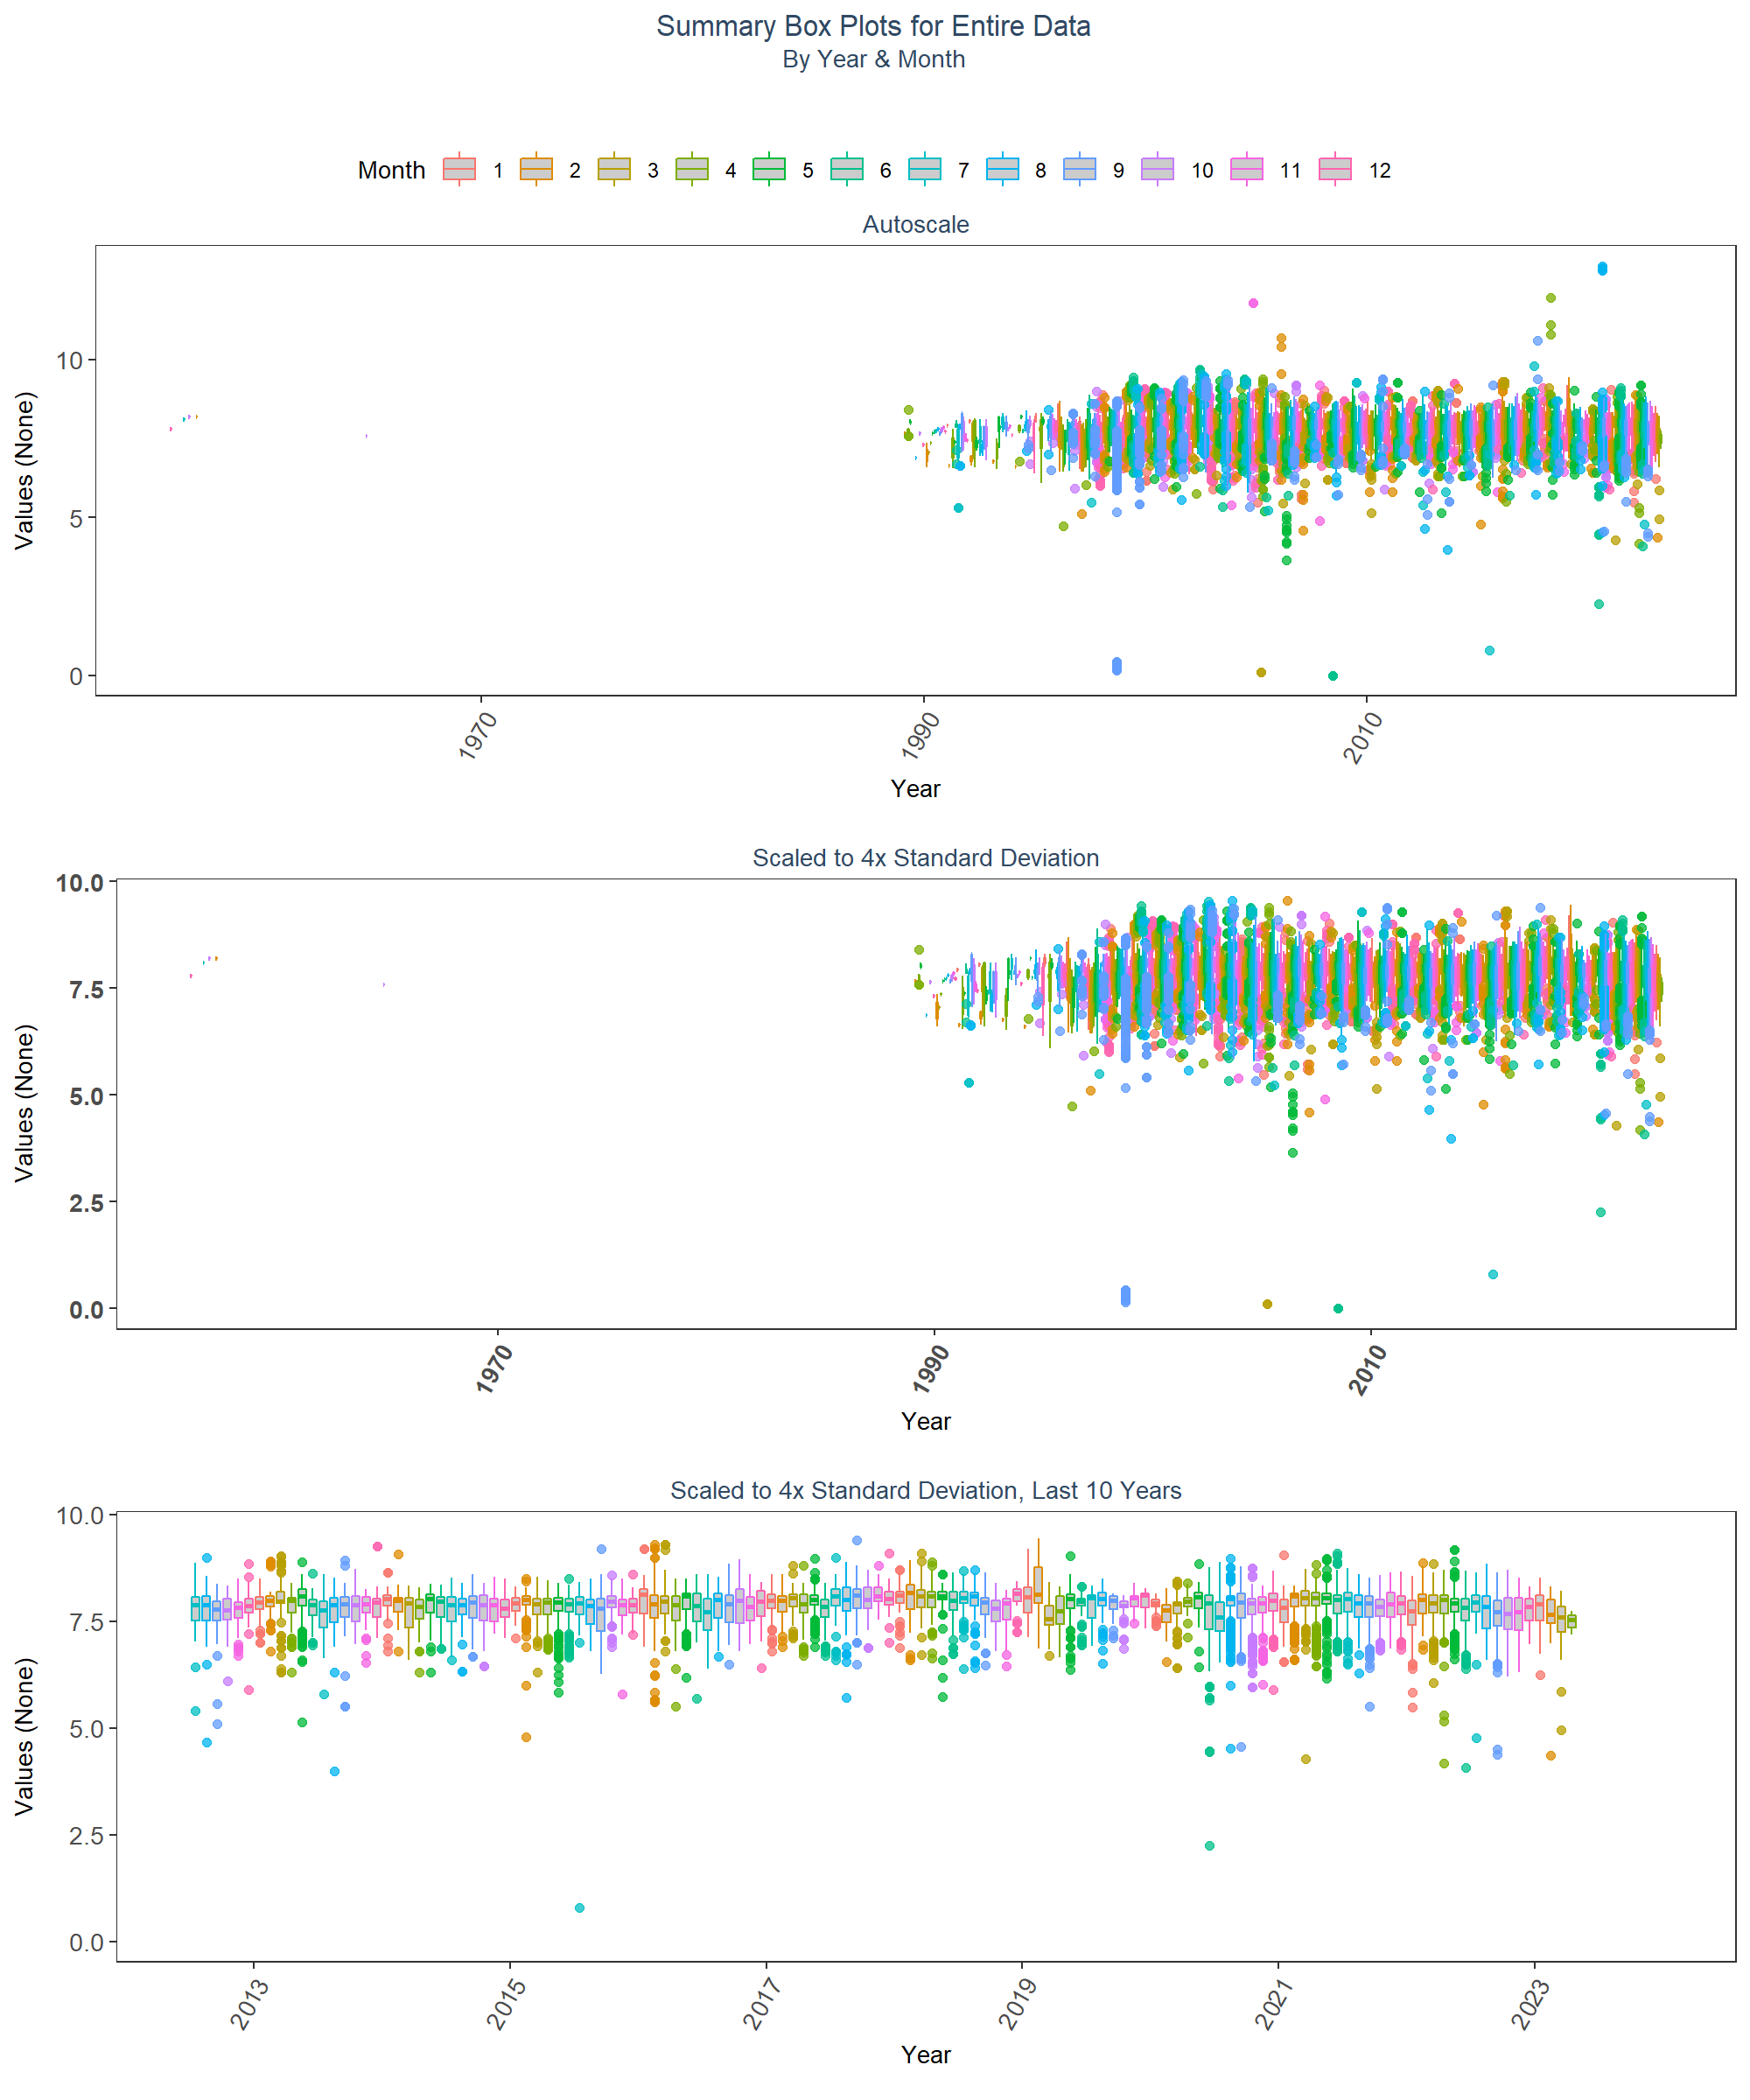 Summary Box Plots for Entire Data
By Year & Month
Month 1 2 3 4 5 6 7 8 9 10 11 12
Autoscale
Values (None)
10
5
0
1970 1990 2010
Year
Scaled to 4x Standard Deviation
Values (None)
10.0
7.5
5.0
2.5
0.0
1970 1990 2010
Year
Scaled to 4x Standard Deviation, Last 10 Years
Values (None)
10.0
7.5
5.0
2.5
0.0
2013 2015 2017 2019 2021 2023
Year